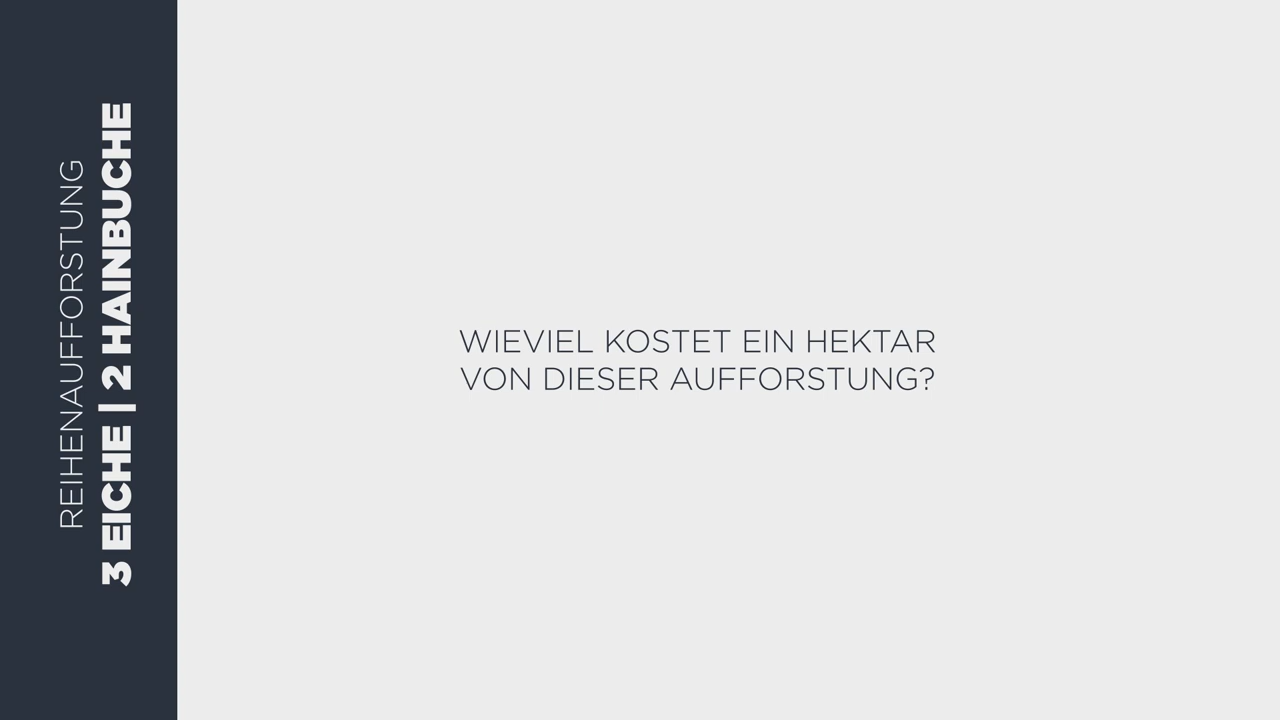 REIHENAUFFORSTUNG
3 EICHE | 2 HAINBUCHE
WIEVIEL KOSTET EIN HEKTAR
VON DIESER AUFFORSTUNG?